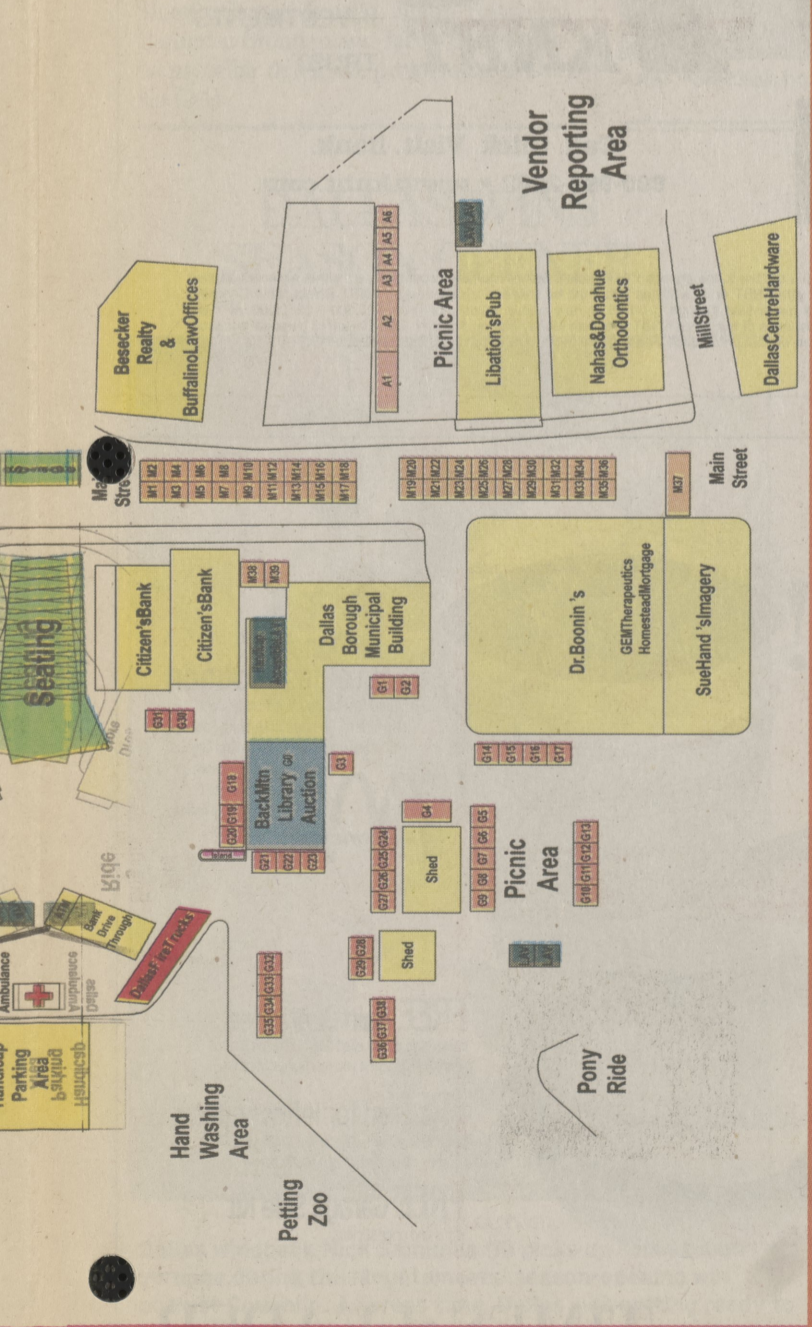 Vendor
Reporting
Area
Besecker
Realty
&
BuffalinoLawOffices
A1 A2 A3 A4 A5 A6
Picnic Area
LAV LAV
Libation'sPub
Nahas&Donahue
Orthodontics
MillStreet
DallasCentreHardware
M1 M2
M3 M4
M5 M6
M7 M8
M9 M10
M11 M12
M13 M14
M15 M16
M17 M18
M19 M20
M21 M22
M23 M24
M25 M26
M27 M28
M29 M30
M31 M32
M33 M34
M35 M36
M37
Main
Street
Seating
Citizen'sBank
Citizen'sBank
M38
M39
Dallas
Borough
Municipal
Building
Dr.Boonin 's
GEMTherapeutics
HomesteadMortgage
SueHand 'sImagery
G31
G30
G1
G2
G20 G19 G18
BackMtn
Library G0
Auction
G3
G21
G22
G23
G14
G15
G16
G17
G27 G26 G25 G24
Shed
G4
G9 G8 G7 G6 G5
Picnic
Area
G10 G11 G12 G13
Ride
ATM
Bank
Drive
Through
DallasFireTrucks
G29 G28
Shed
LAV
LAV
Ambulance
G35 G34 G33 G32
G36 G37 G38
Parking
Area
Hand
Washing
Area
Petting
Zoo
Pony
Ride